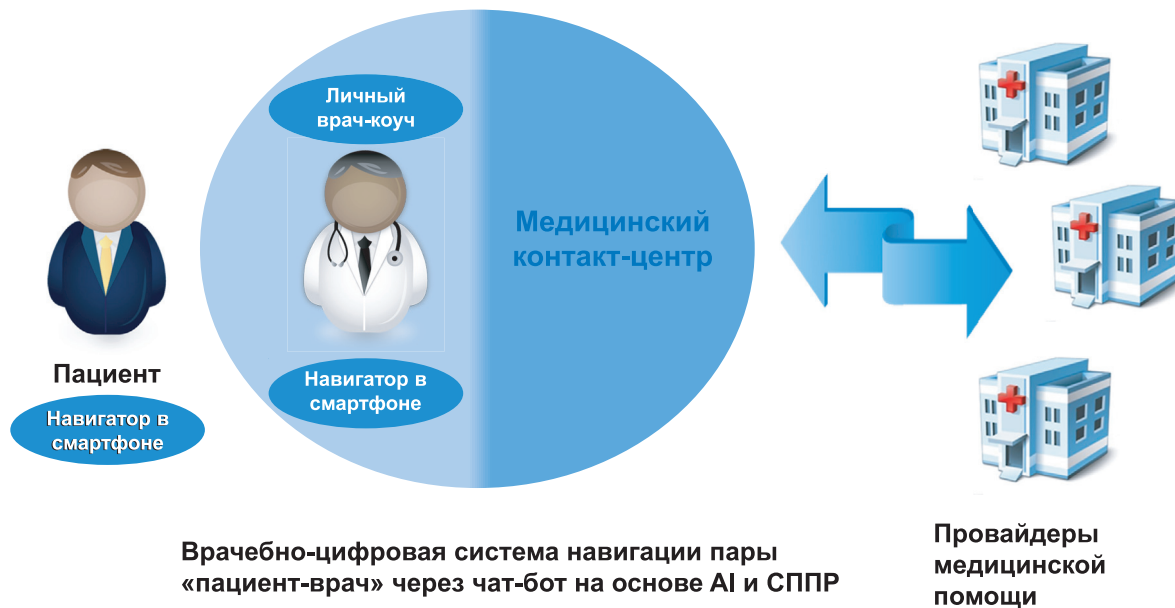 Личный
врач-коуч
Медицинский
контакт-центр
Пациент
Навигатор в
смартфоне
Навигатор в
смартфоне
Врачебно-цифровая система навигации пары
«пациент-врач» через чат-бот на основе AI и СППР
Провайдеры
медицинской
помощи